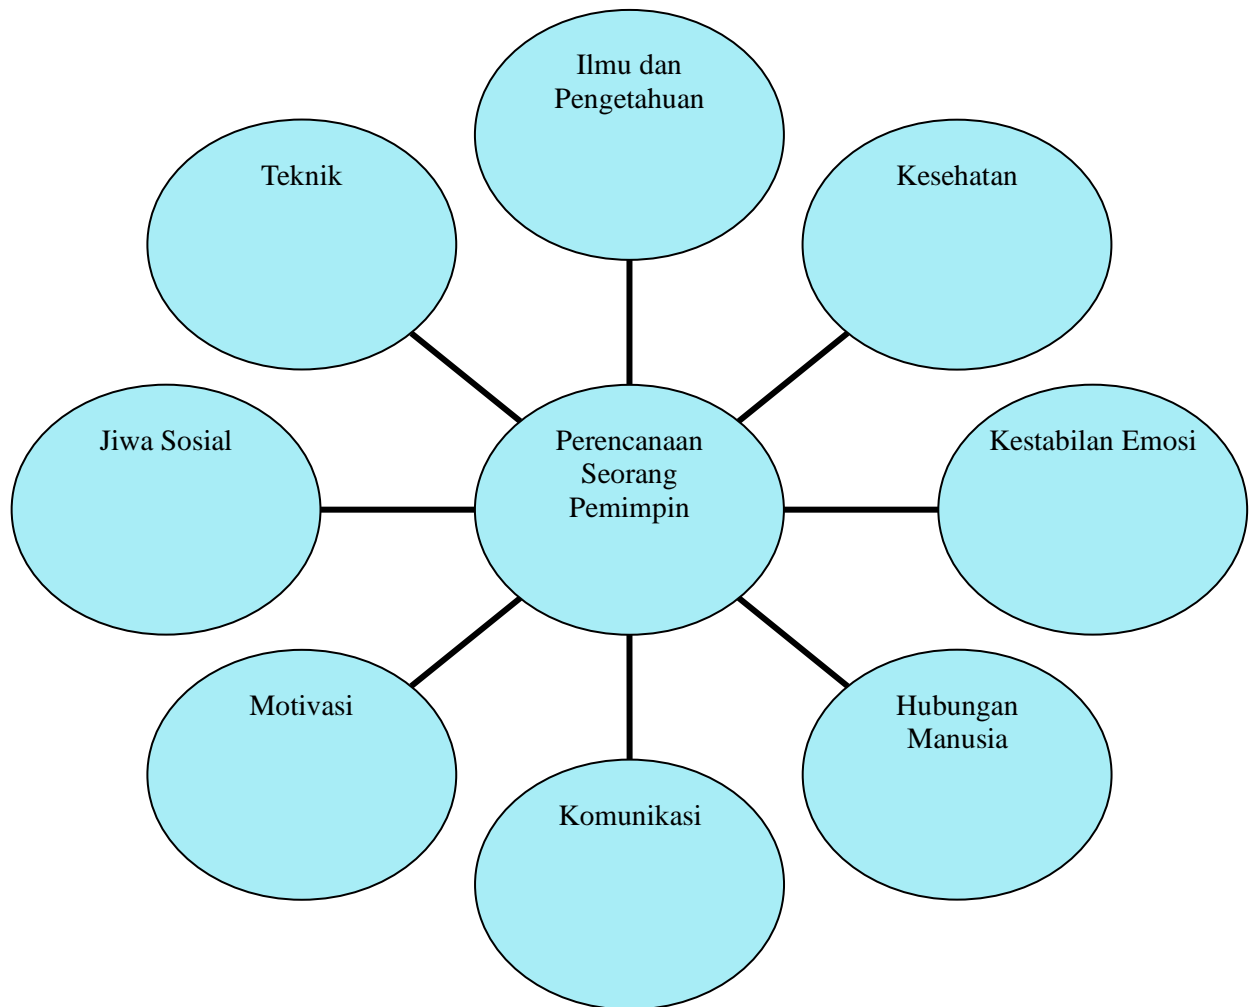 Ilmu dan
Pengetahuan
Teknik
Kesehatan
Jiwa Sosial
Perencanaan
Seorang
Pemimpin
Kestabilan Emosi
Motivasi
Hubungan
Manusia
Komunikasi